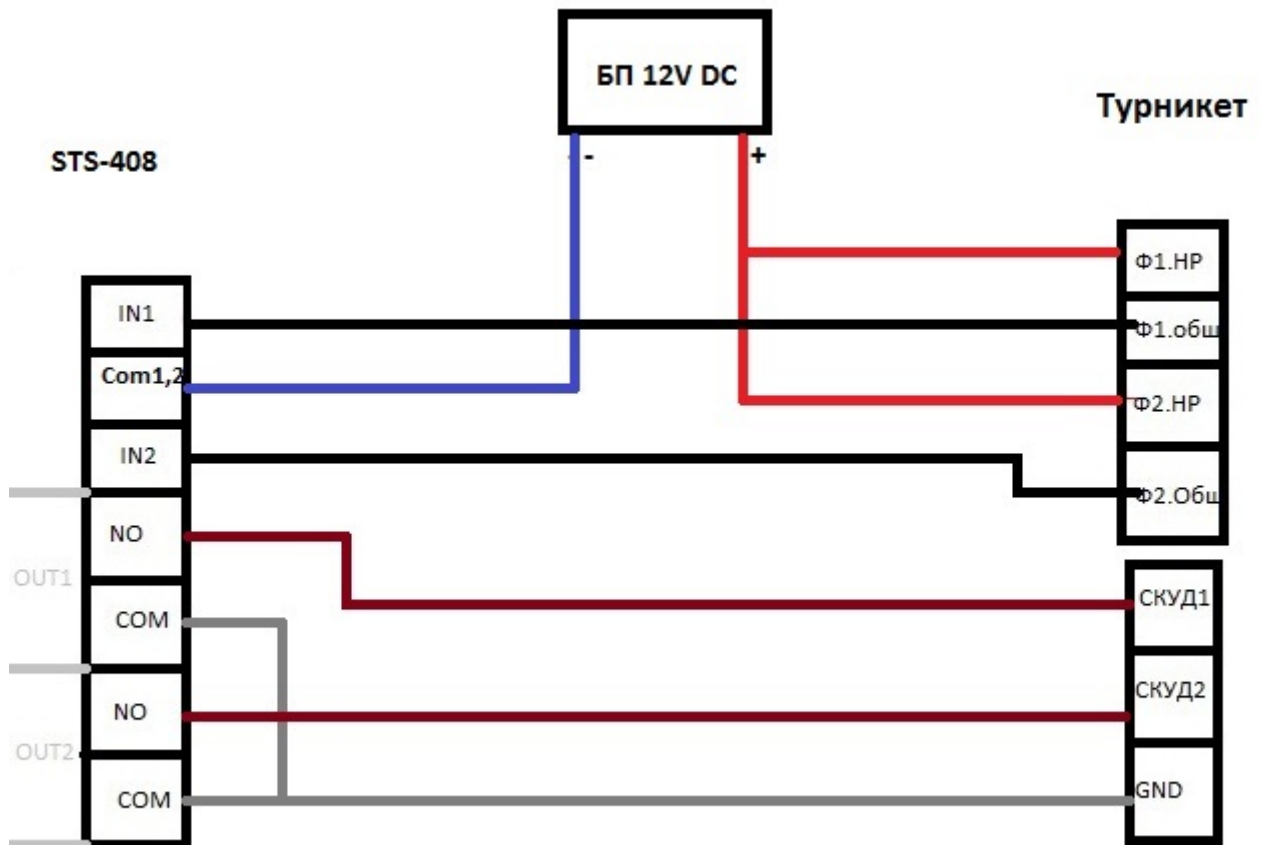 БП 12V DC
Турникет
STS-408
- -
+
Ф1.НР
IN1
Ф1.общ
Com1,2
Ф2.НР
IN2
Ф2.Общ
NO
OUT1
СКУД1
COM
СКУД2
NO
OUT2
GND
COM